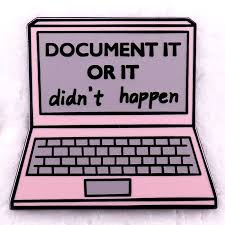 DOCUMENT IT
OR IT
didn't happen